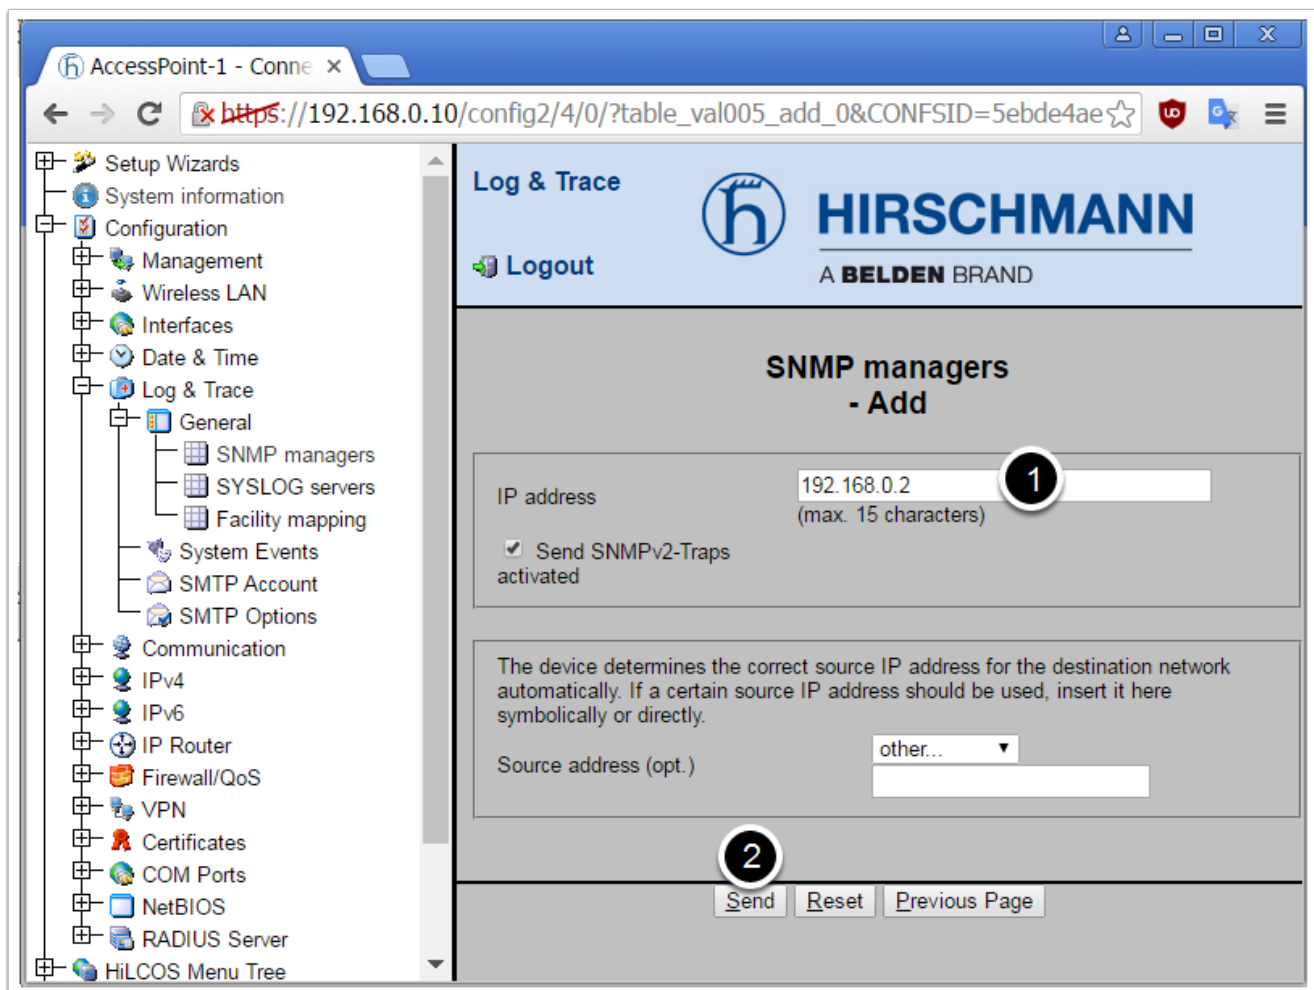 AccessPoint-1 - Conne
https://192.168.0.10/config2/4/0/?table_val005_add_0&CONFSID=5ebde4ae
Setup Wizards
System information
Configuration
Management
Wireless LAN
Interfaces
Date & Time
Log & Trace
General
SNMP managers
SYSLOG servers
Facility mapping
System Events
SMTP Account
SMTP Options
Communication
IPv4
IPv6
IP Router
Firewall/QoS
VPN
Certificates
COM Ports
NetBIOS
RADIUS Server
HiLCOS Menu Tree
Log & Trace
Logout
HIRSCHMANN
A BELDEN BRAND
SNMP managers
- Add
IP address
192.168.0.2
1
(max. 15 characters)
Send SNMPv2-Traps
activated
The device determines the correct source IP address for the destination network
automatically. If a certain source IP address should be used, insert it here
symbolically or directly.
Source address (opt.)
other...
2
Send
Reset
Previous Page